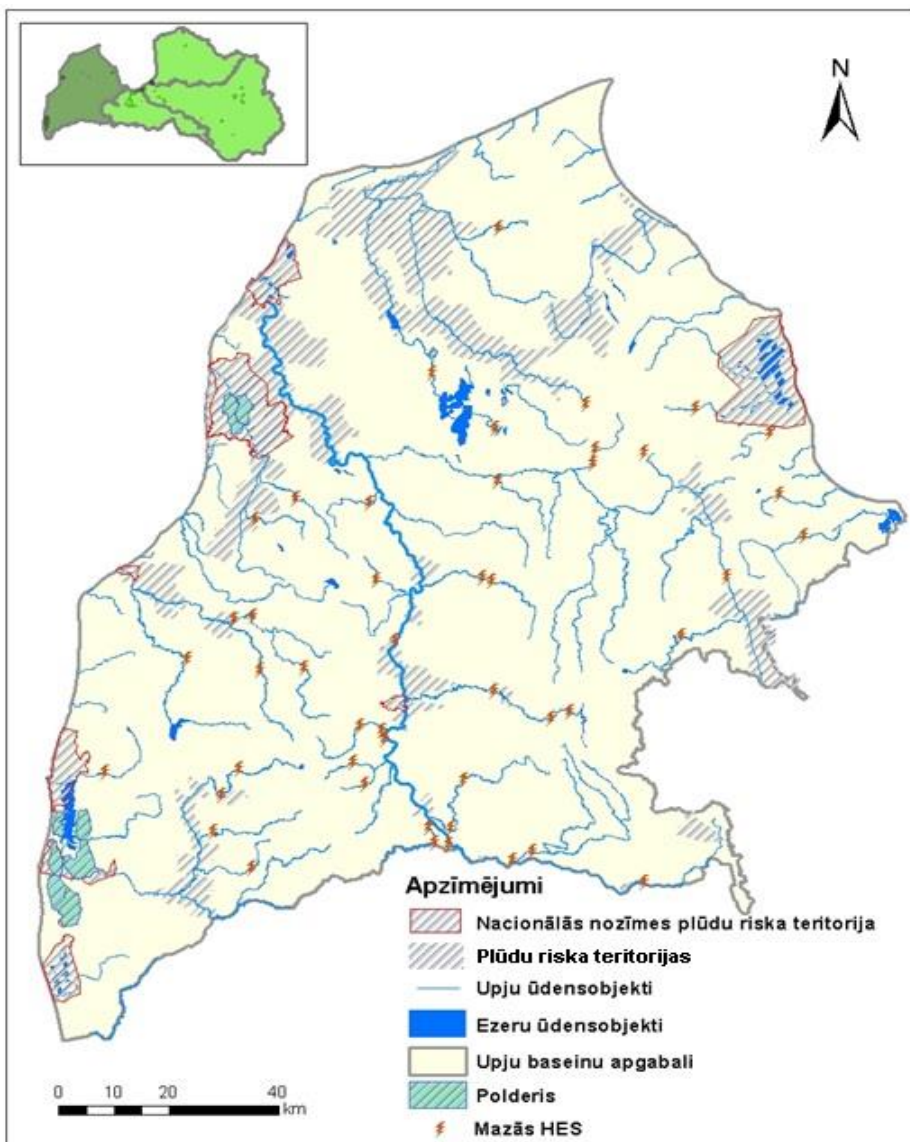 N
Apzīmējumi
Nacionālās nozīmes plūdu riska teritorija
Plūdu riska teritorijas
Upju ūdensobjekti
Ezeru ūdensobjekti
Upju baseinu apgabali
Polderis
Mazās HES
0 10 20 40
km